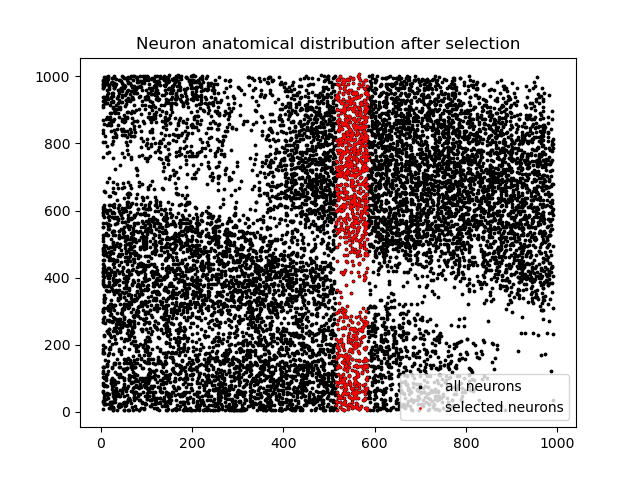 Neuron anatomical distribution after selection
1000
800
600
400
200
0
all neurons
selected neurons
0 200 400 600 800 1000